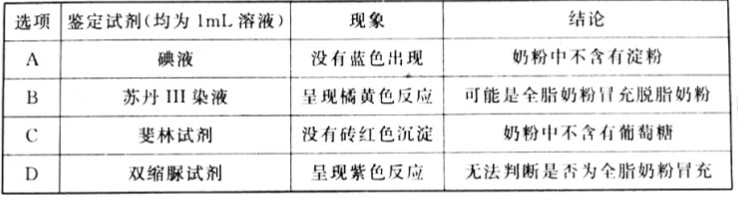 选项 鉴定试剂(均为1mL溶液) 现象 结论
A 碘液 没有蓝色出现 奶粉中不含有淀粉
B 苏丹III染液 呈现橘黄色反应 可能是全脂奶粉冒充脱脂奶粉
C 斐林试剂 没有砖红色沉淀 奶粉中不含有葡萄糖
D 双缩脲试剂 呈现紫色反应 无法判断是否为全脂奶粉冒充